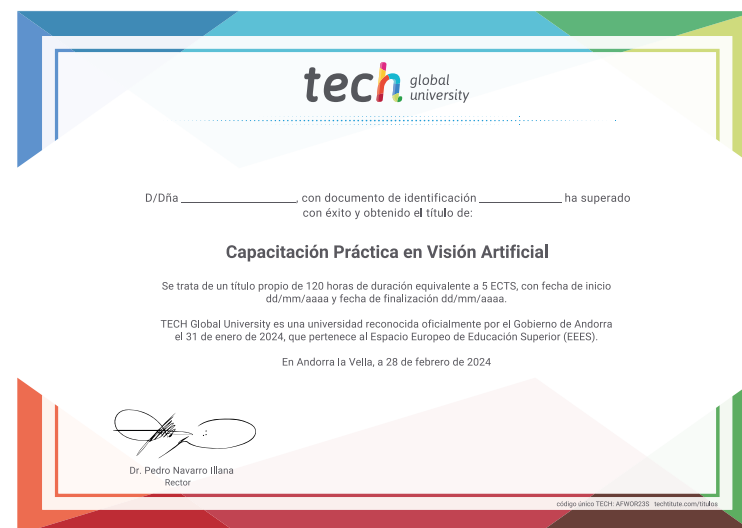 tech global university
D/Dña ____________, con documento de identificación ____________ ha superado
con éxito y obtenido el título de:
Capacitación Práctica en Visión Artificial
Se trata de un título propio de 120 horas de duración equivalente a 5 ECTS, con fecha de inicio
dd/mm/aaaa y fecha de finalización dd/mm/aaaa.
TECH Global University es una universidad reconocida oficialmente por el Gobierno de Andorra
el 31 de enero de 2024, que pertenece al Espacio Europeo de Educación Superior (EEES).
En Andorra la Vella, a 28 de febrero de 2024
Dr. Pedro Navarro Illana
Rector
código único TECH: AFWOR23S techtitute.com/titulos